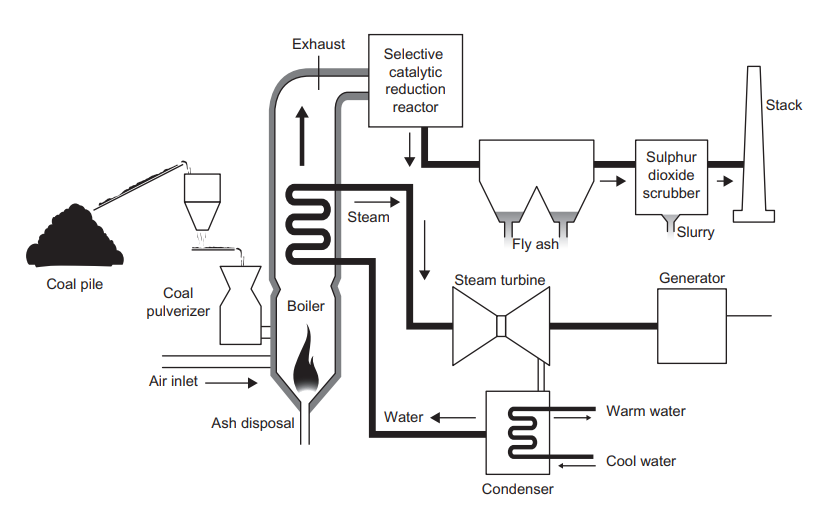 Exhaust
Selective
catalytic
reduction
reactor
Stack
Sulphur
dioxide
scrubber
Steam
Fly ash
Slurry
Coal pile
Coal
pulverizer
Boiler
Steam turbine
Generator
Air inlet
Ash disposal
Water
Warm water
Cool water
Condenser